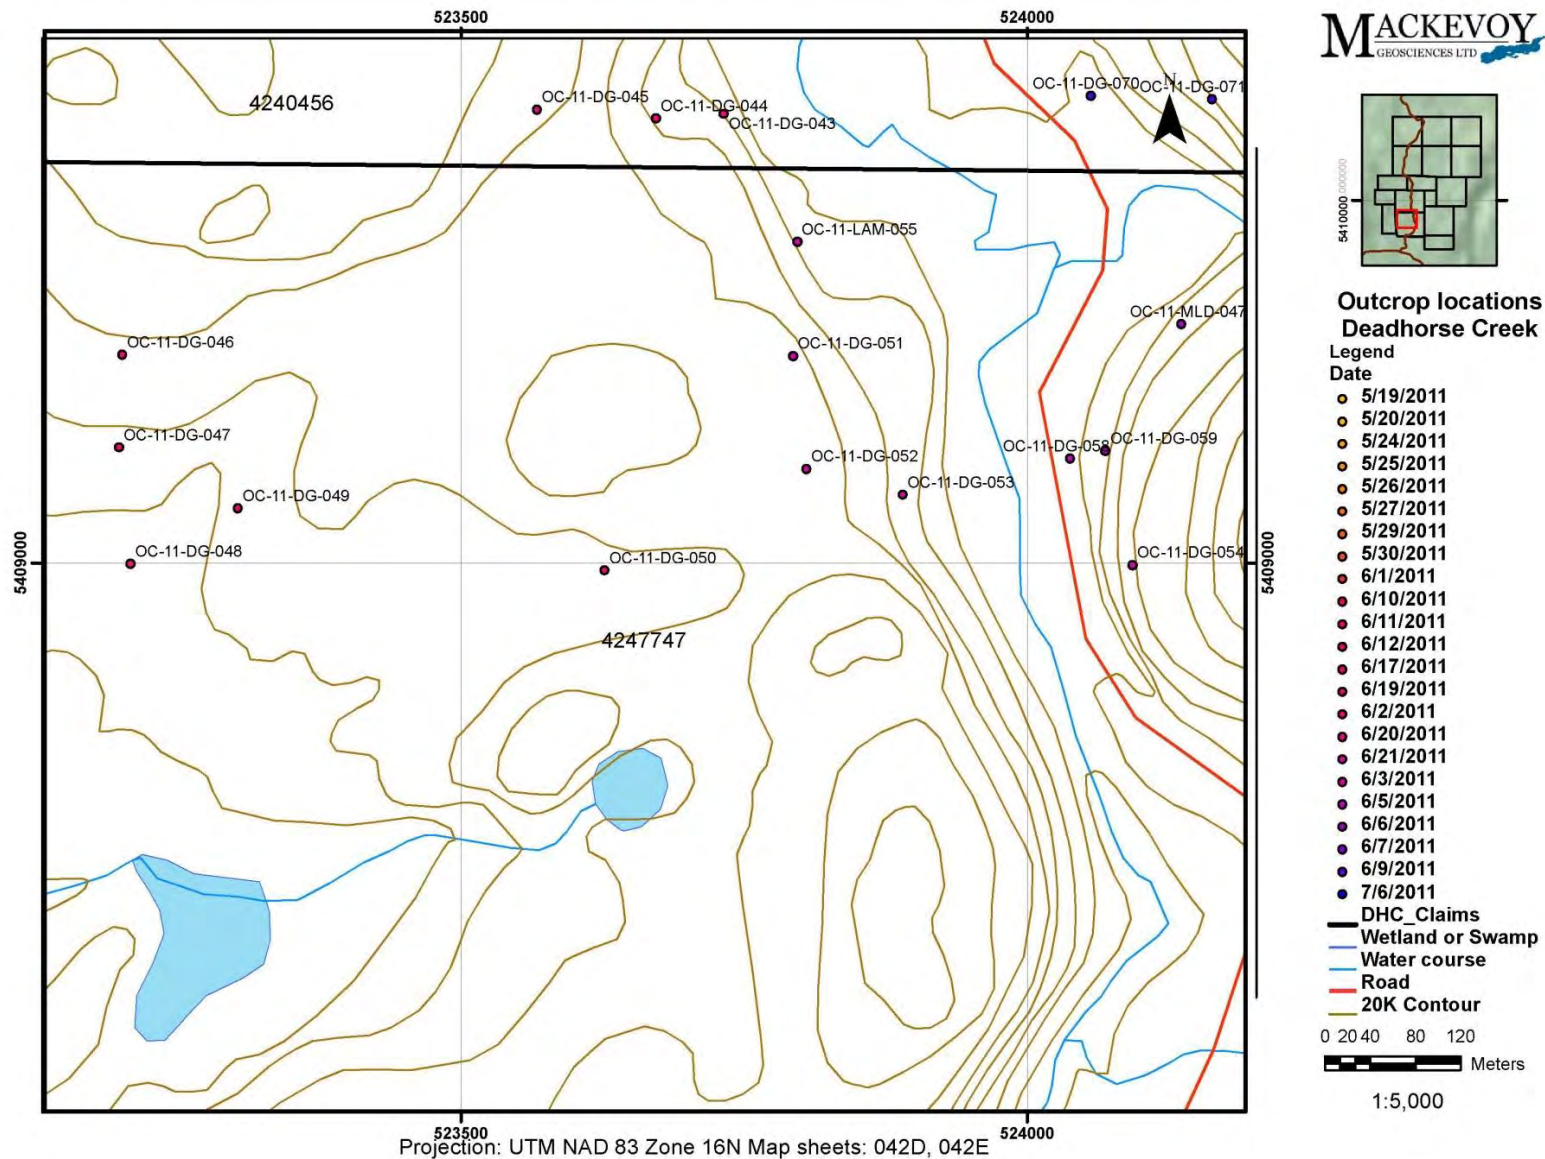 523500
524000
MACKEVOY
GEOSCIENCES LTD
OC-11-DG-045
OC-11-DG-044
OC-11-DG-043
OC-11-DG-070
OC-11-DG-071
N
4240456
OC-11-LAM-055
OC-11-MLD-047
OC-11-DG-046
OC-11-DG-051
OC-11-DG-047
OC-11-DG-052
OC-11-DG-058
OC-11-DG-059
OC-11-DG-049
OC-11-DG-053
OC-11-DG-048
OC-11-DG-050
OC-11-DG-054
5409000
5409000
4247747
523500
524000
Projection: UTM NAD 83 Zone 16N Map sheets: 042D, 042E
5410000
Outcrop locations
Deadhorse Creek
Legend
Date
5/19/2011
5/20/2011
5/24/2011
5/25/2011
5/26/2011
5/27/2011
5/29/2011
5/30/2011
6/1/2011
6/10/2011
6/11/2011
6/12/2011
6/17/2011
6/19/2011
6/2/2011
6/20/2011
6/21/2011
6/3/2011
6/5/2011
6/6/2011
6/7/2011
6/9/2011
7/6/2011
DHC_Claims
Wetland or Swamp
Water course
Road
20K Contour
0 20 40 80 120
Meters
1:5,000